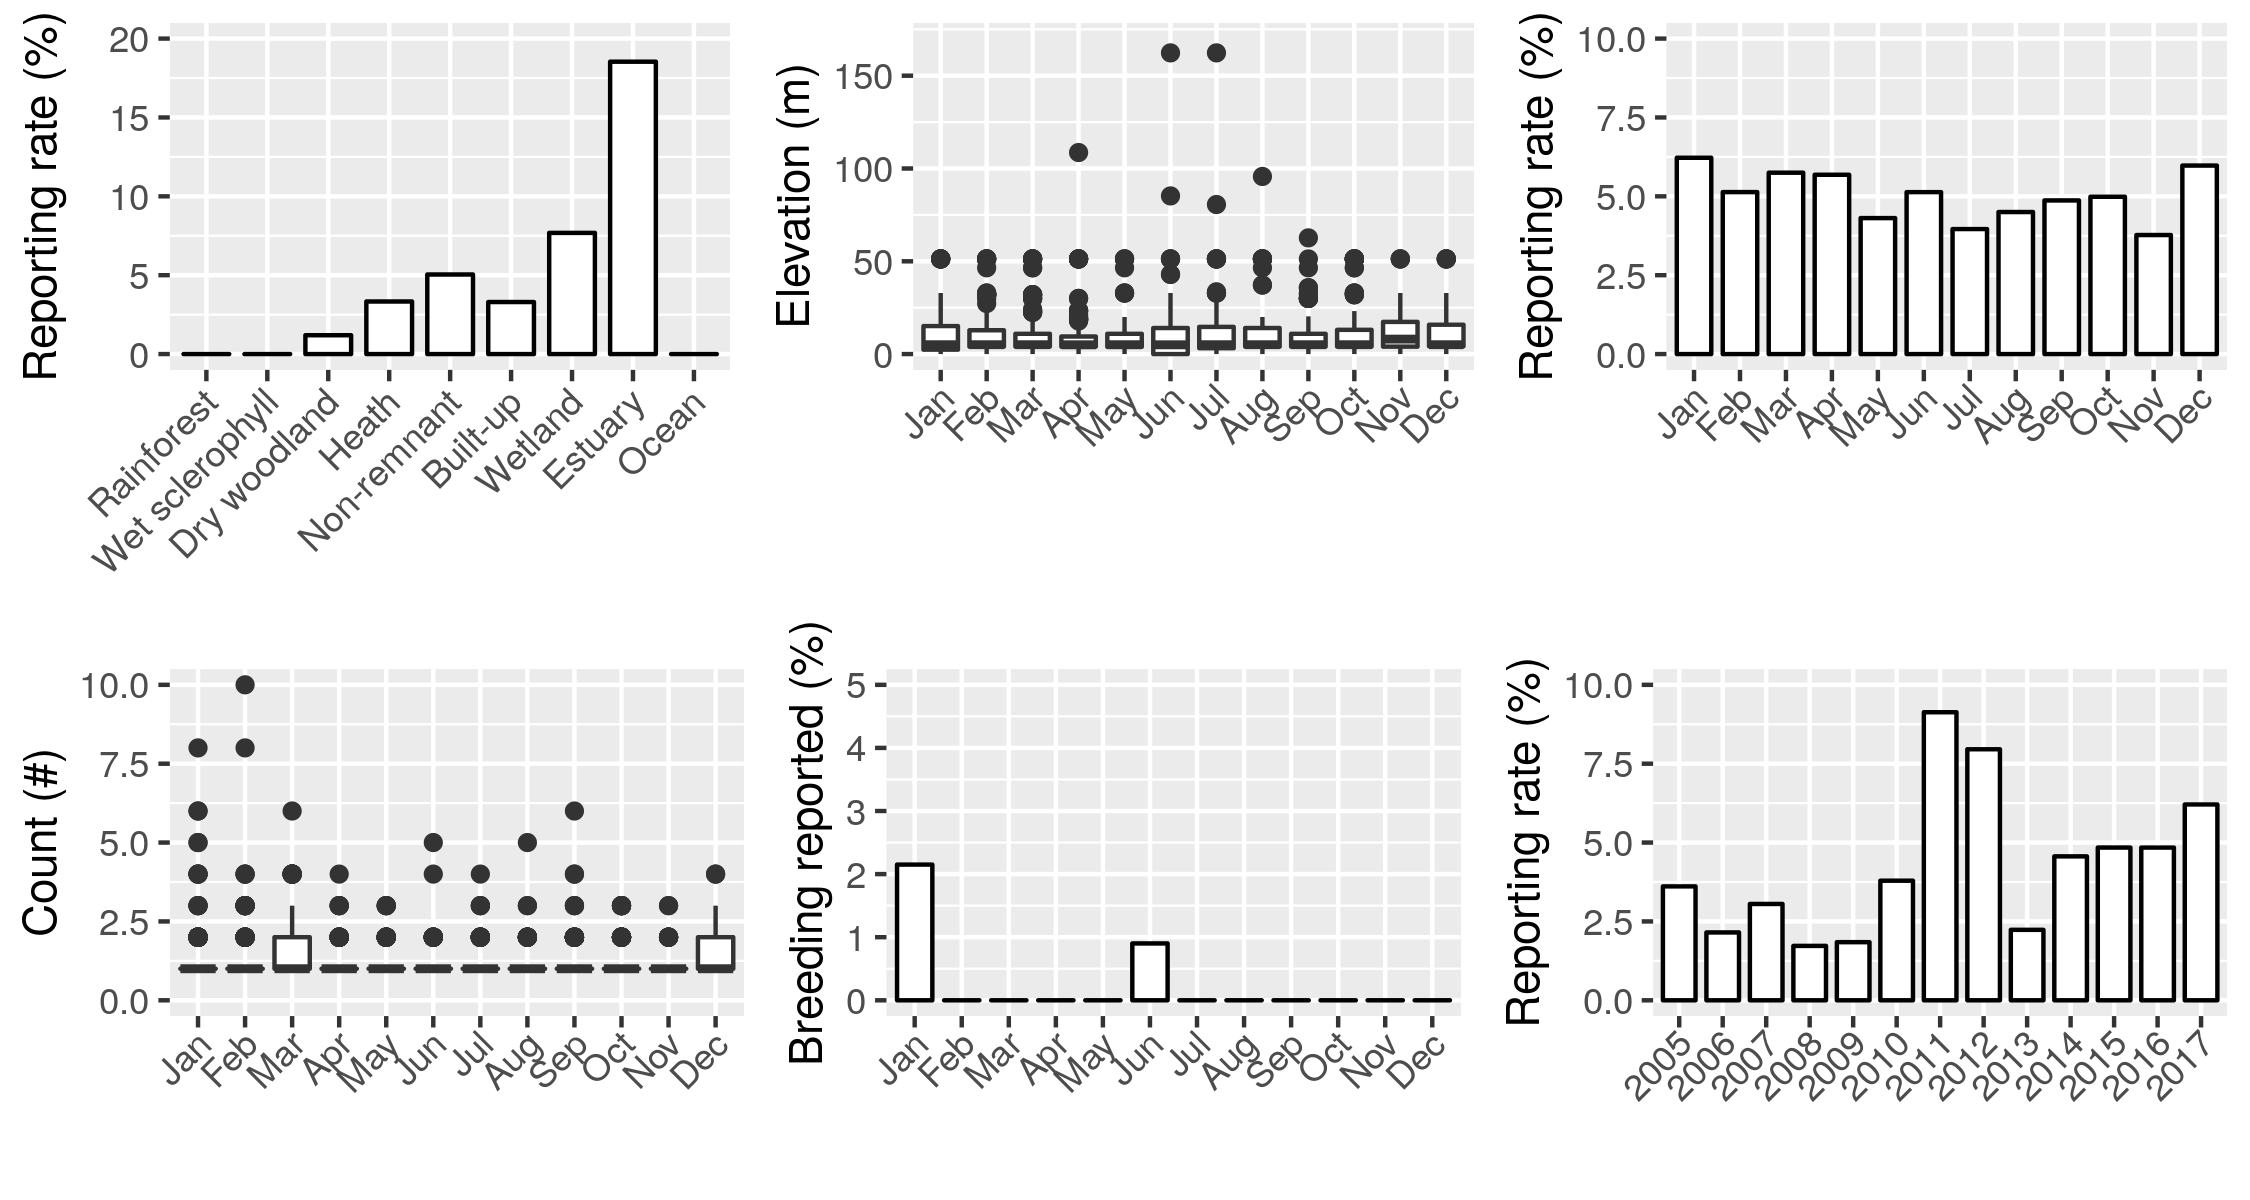 Reporting rate (%)
20
15
10
5
0
Rainforest
Wet sclerophyll
Dry woodland
Heath
Non-remnant
Built-up
Wetland
Estuary
Ocean
Elevation (m)
150
100
50
0
Jan
Feb
Mar
Apr
May
Jun
Jul
Aug
Sep
Oct
Nov
Dec
Reporting rate (%)
10.0
7.5
5.0
2.5
0.0
Jan
Feb
Mar
Apr
May
Jun
Jul
Aug
Sep
Oct
Nov
Dec
Count (#)
10.0
7.5
5.0
2.5
0.0
Jan
Feb
Mar
Apr
May
Jun
Jul
Aug
Sep
Oct
Nov
Dec
Breeding reported (%)
5
4
3
2
1
0
Jan
Feb
Mar
Apr
May
Jun
Jul
Aug
Sep
Oct
Nov
Dec
Reporting rate (%)
10.0
7.5
5.0
2.5
0.0
2005
2006
2007
2008
2009
2010
2011
2012
2013
2014
2015
2016
2017